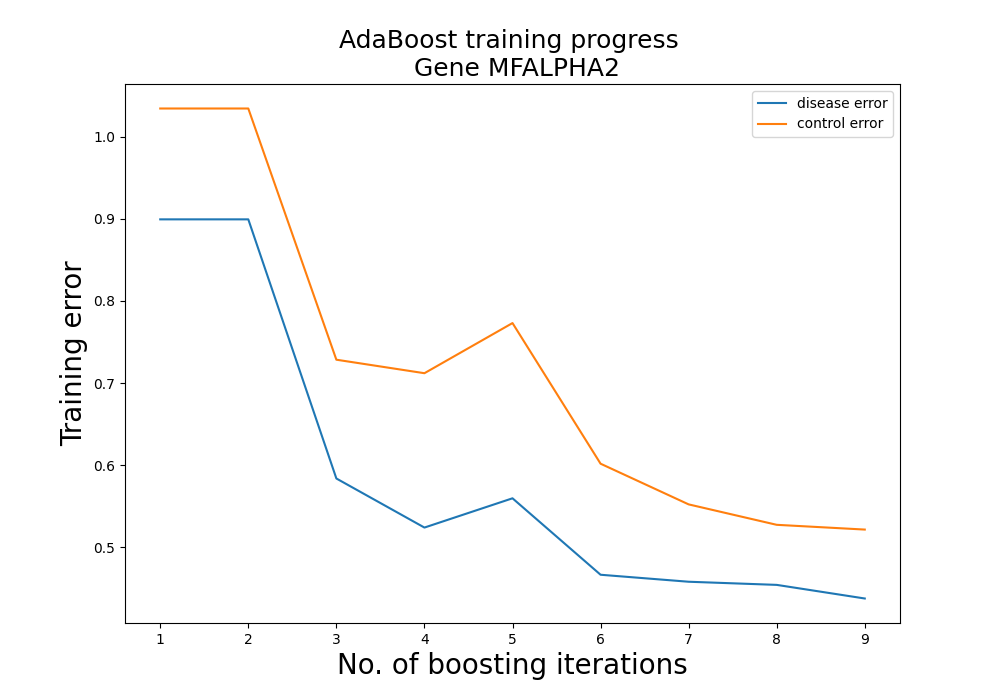 AdaBoost training progress
Gene MFALPHA2
disease error
control error
1.0
0.9
0.8
0.7
0.6
0.5
Training error
1 2 3 4 5 6 7 8 9
No. of boosting iterations